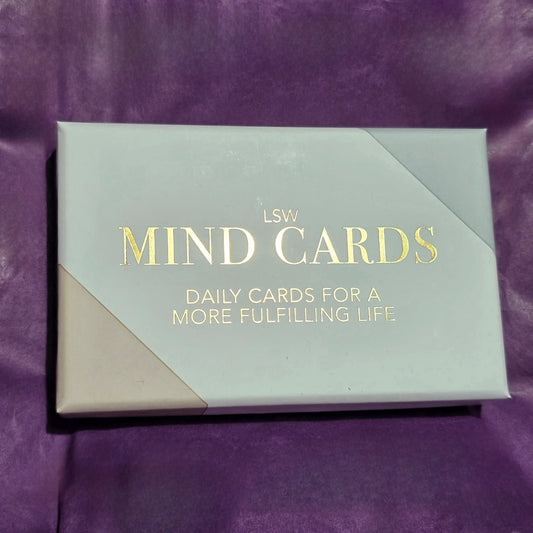 LSW
MIND CARDS
DAILY CARDS FOR A
MORE FULFILLING LIFE